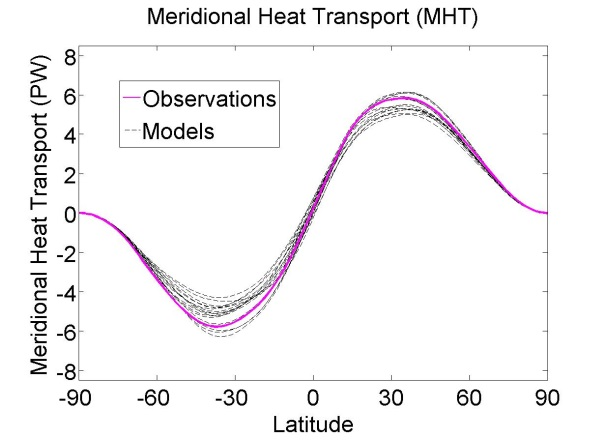 Meridional Heat Transport (MHT)
Meridional Heat Transport (PW)
8
6
4
2
0
-2
-4
-6
-8
Observations
Models
-90 -60 -30 0 30 60 90
Latitude